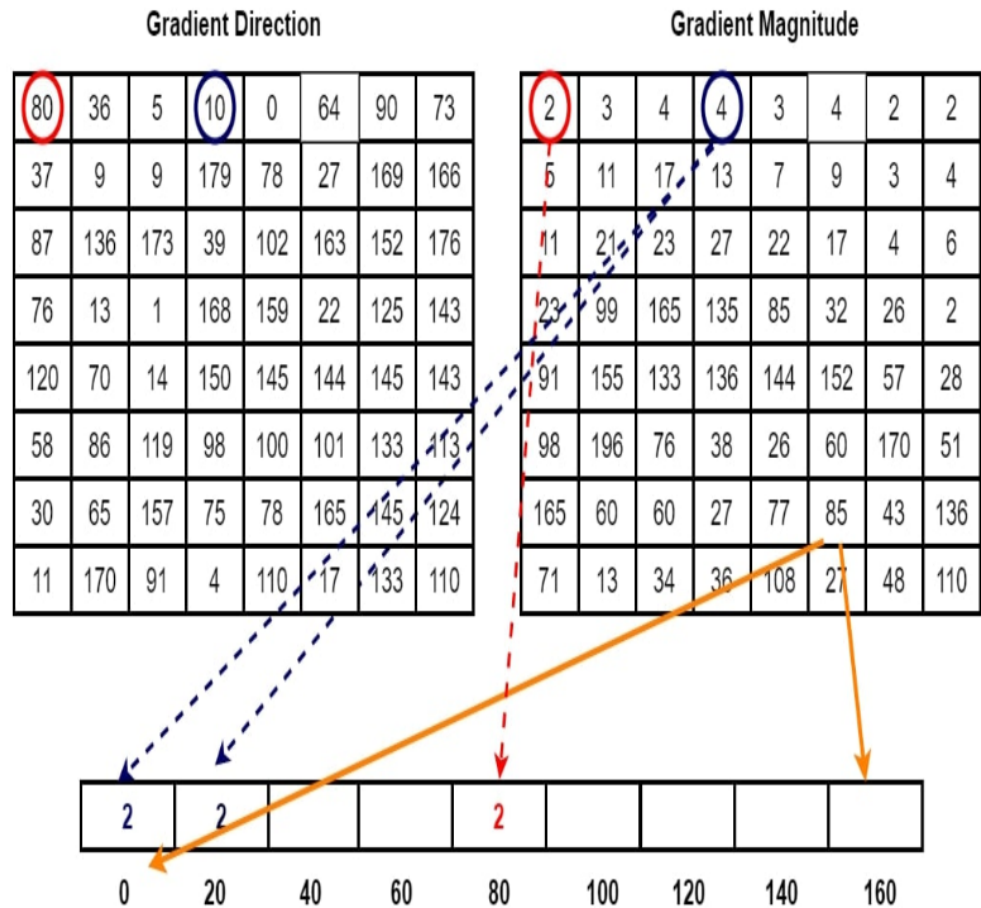 Gradient Direction Gradient Magnitude
80 36 5 10 0 64 90 73 2 3 4 4 3 4 2 2
37 9 9 179 78 27 169 166 5 11 17 13 7 9 3 4
87 136 173 39 102 163 152 176 11 21 23 27 22 17 4 6
76 13 1 168 159 22 125 143 23 99 165 135 85 32 26 2
120 70 14 150 145 144 145 143 91 155 133 136 144 152 57 28
58 86 119 98 100 101 133 113 98 196 76 38 26 60 170 51
30 65 157 75 78 165 145 124 165 60 60 27 77 85 43 136
11 170 91 4 110 17 133 110 71 13 34 36 108 27 48 110
2 2 2
0 20 40 60 80 100 120 140 160